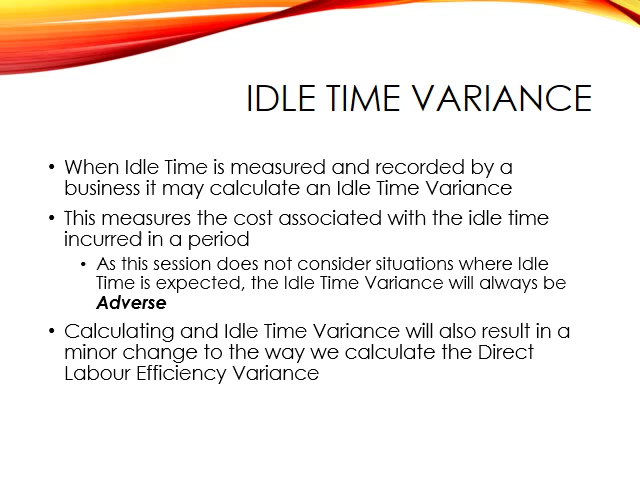 IDLE TIME VARIANCE
• When Idle Time is measured and recorded by a
business it may calculate an Idle Time Variance
• This measures the cost associated with the idle time
incurred in a period
• As this session does not consider situations where Idle
Time is expected, the Idle Time Variance will always be
Adverse
• Calculating and Idle Time Variance will also result in a
minor change to the way we calculate the Direct
Labour Efficiency Variance